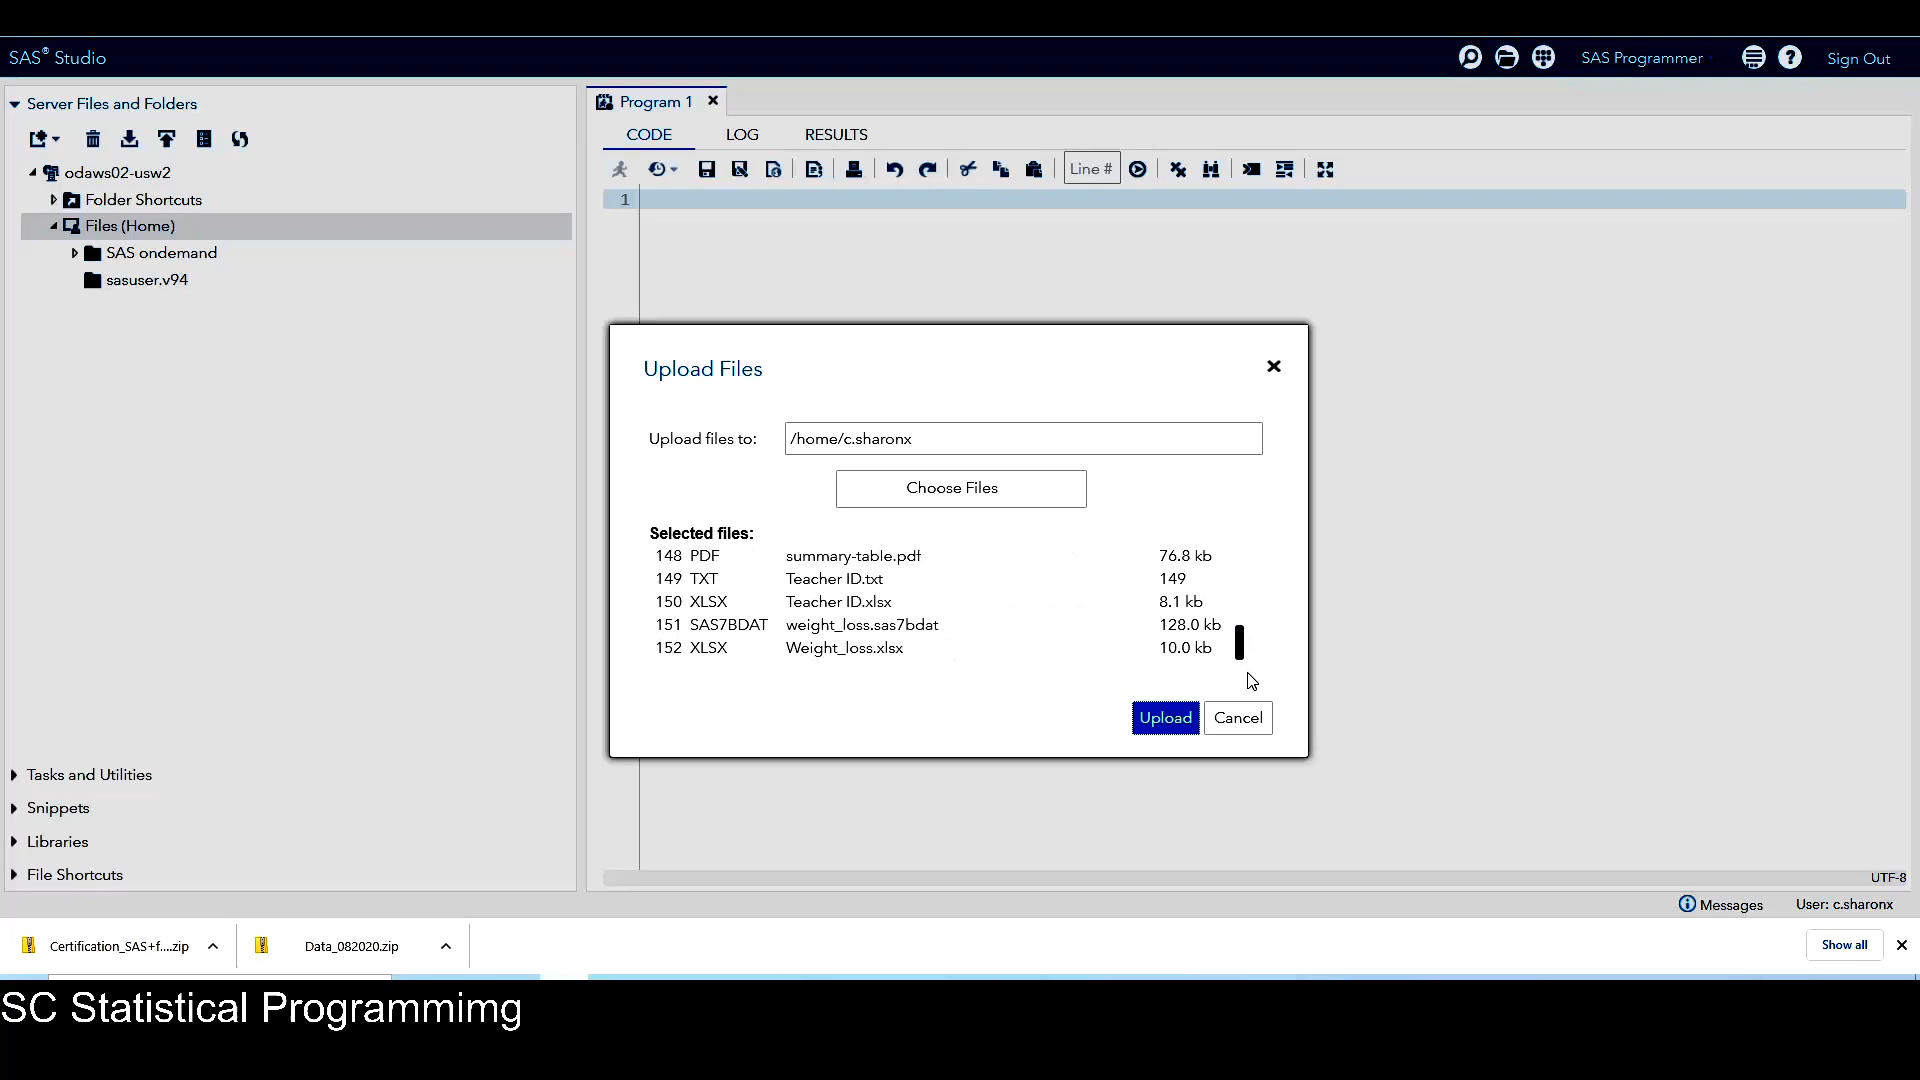 SAS® Studio
SAS Programmer
Sign Out
Server Files and Folders
odaws02-usw2
Folder Shortcuts
Files (Home)
SAS ondemand
sasuser.v94
Tasks and Utilities
Snippets
Libraries
File Shortcuts
Program 1
CODE LOG RESULTS
Line #
1
Upload Files
Upload files to: /home/c.sharonx
Choose Files
Selected files:
148 PDF summary-table.pdf 76.8 kb
149 TXT Teacher ID.txt 149
150 XLSX Teacher ID.xlsx 8.1 kb
151 SAS7BDAT weight_loss.sas7bdat 128.0 kb
152 XLSX Weight_loss.xlsx 10.0 kb
Upload Cancel
UTF-8
Messages User: c.sharonx
Certification_SAS+f....zip Data_082020.zip Show all
SC Statistical Programmimg